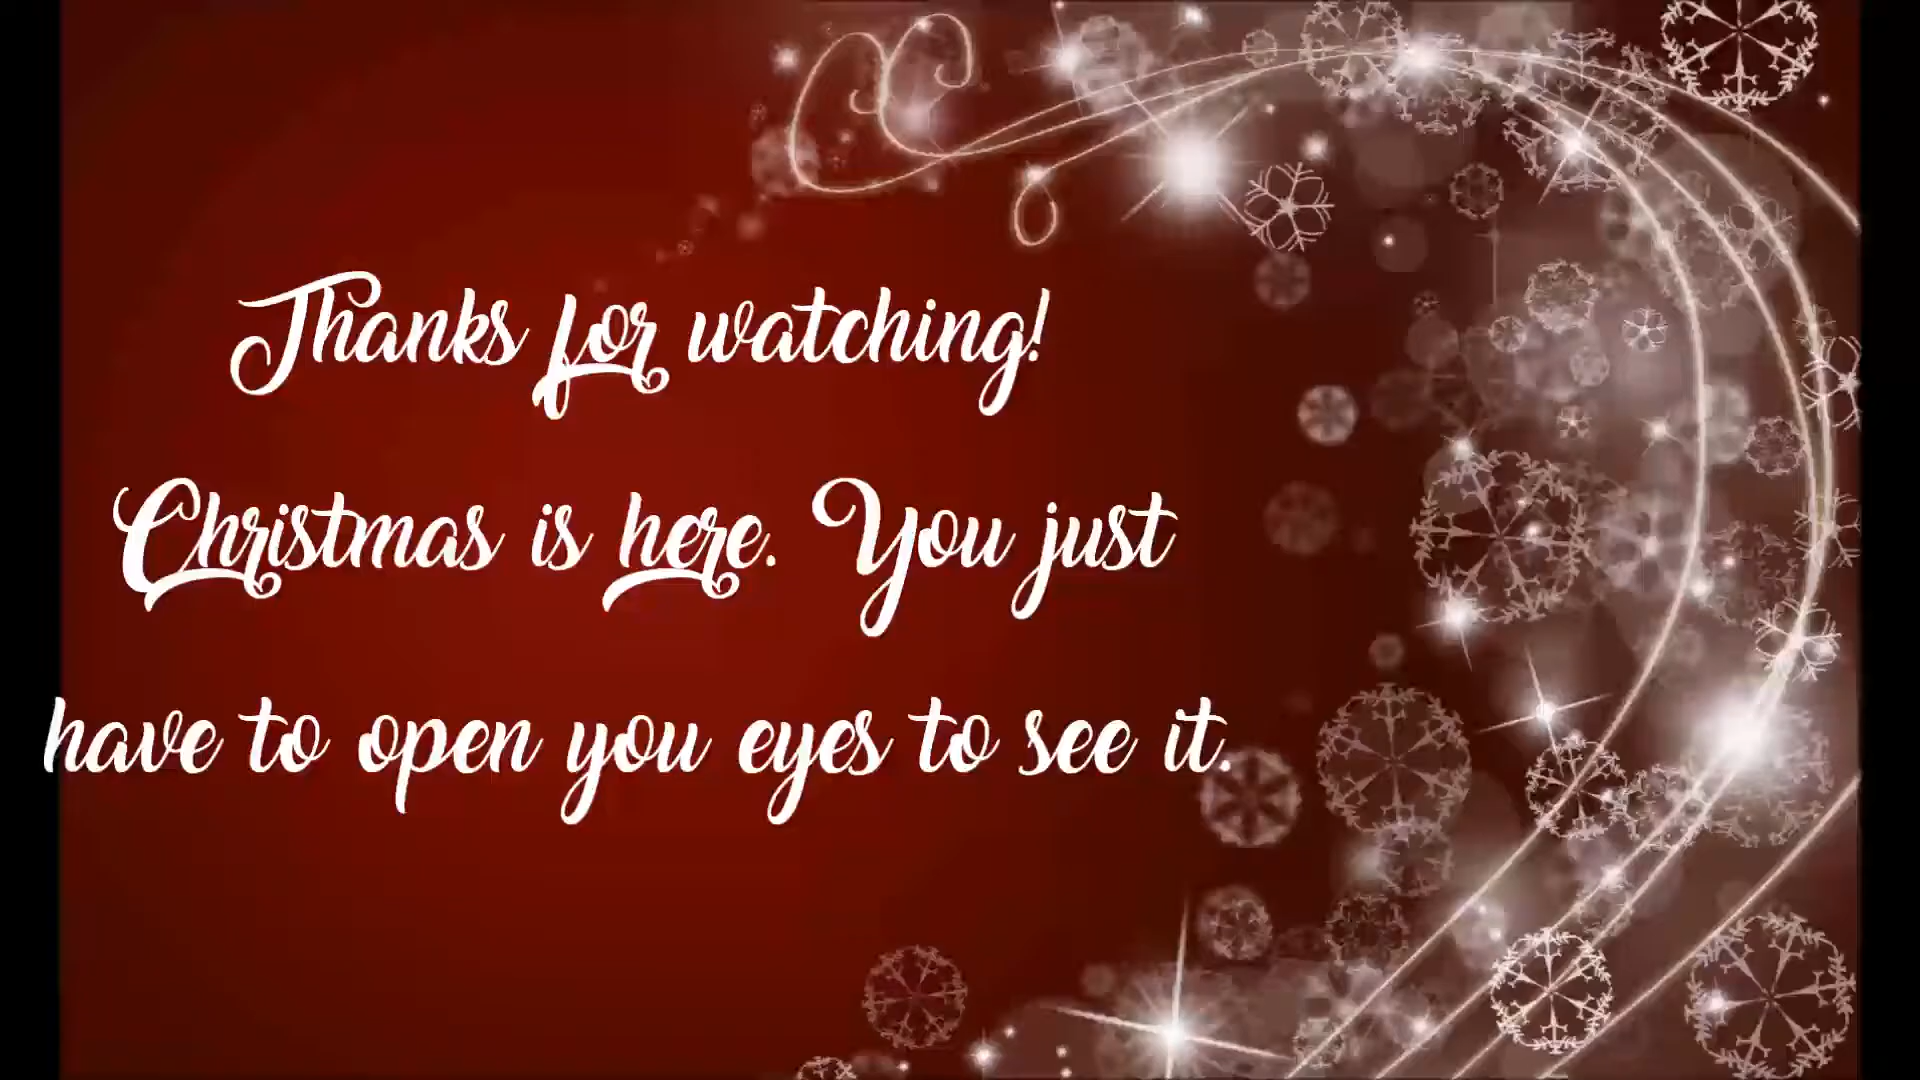 Thanks for watching!
Christmas is here. You just
have to open you eyes to see it.